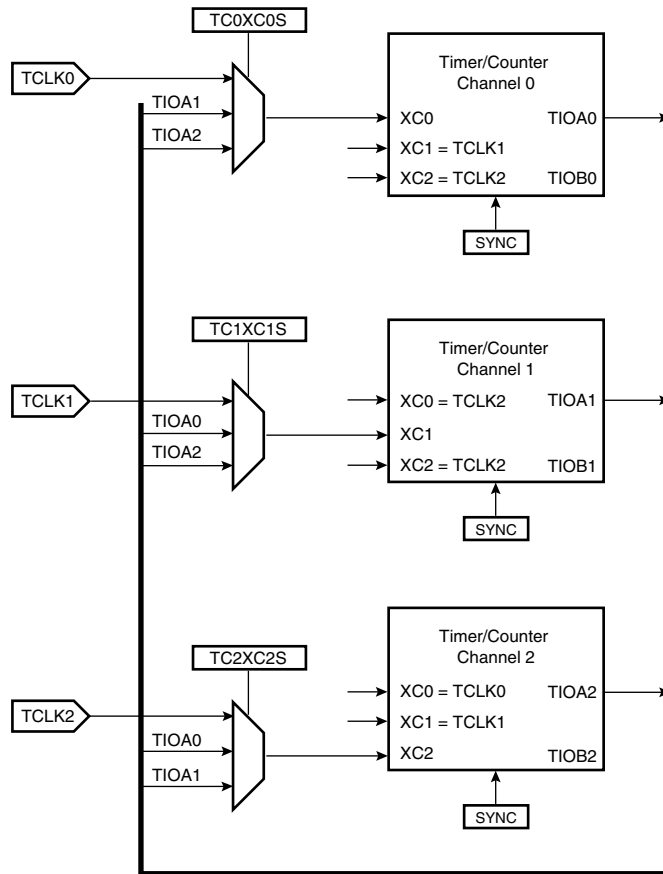 TC0XC0S
TCLK0
TIOA1
TIOA2
Timer/Counter
Channel 0
XC0
TIOA0
XC1 = TCLK1
XC2 = TCLK2
TIOB0
SYNC
TC1XC1S
TCLK1
TIOA0
TIOA2
Timer/Counter
Channel 1
XC0 = TCLK2
TIOA1
XC1
XC2 = TCLK2
TIOB1
SYNC
TC2XC2S
TCLK2
TIOA0
TIOA1
Timer/Counter
Channel 2
XC0 = TCLK0
TIOA2
XC1 = TCLK1
XC2
TIOB2
SYNC